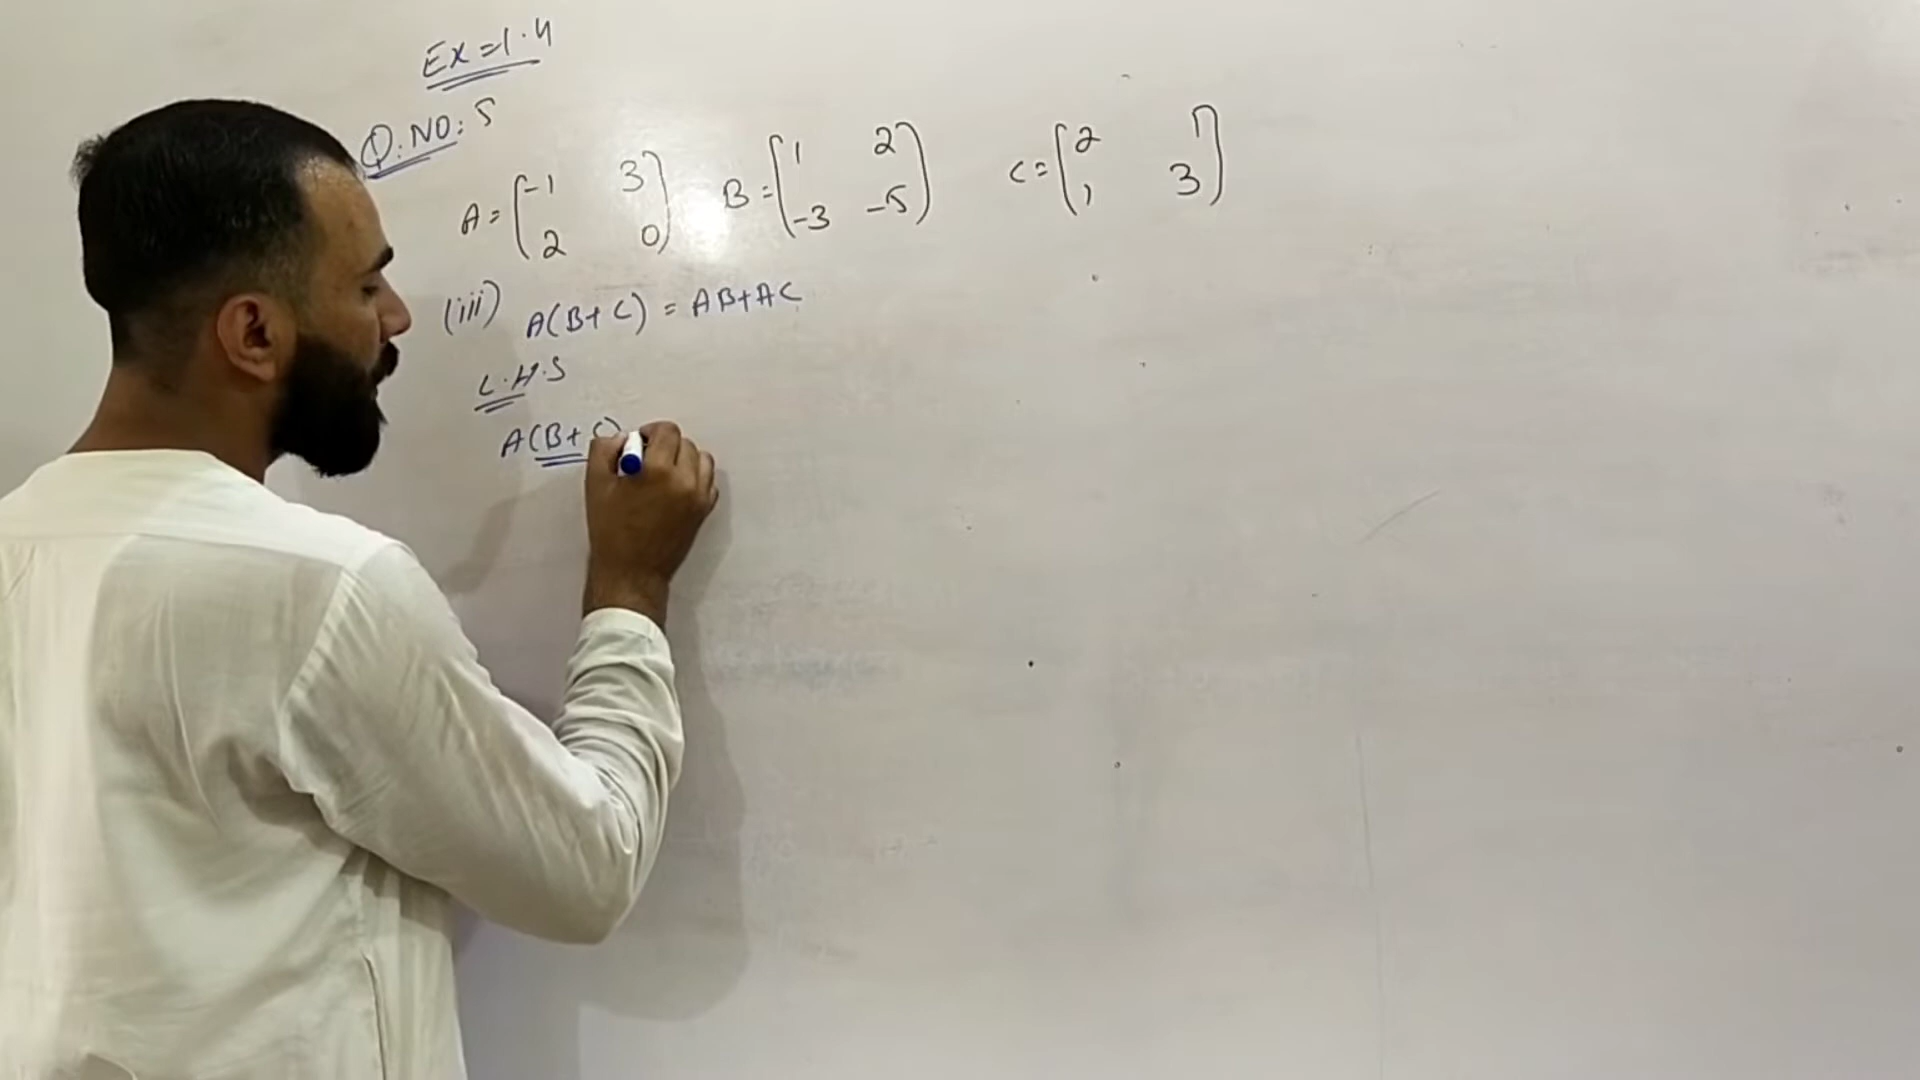 Ex = 1.4
Q.NO: 5
A = [-1 3 B = [1 2] C = [2 1]
2 0] -3 -5 1 3
(iii) A(B+C) = AB+AC
L.H.S
A(B+C)